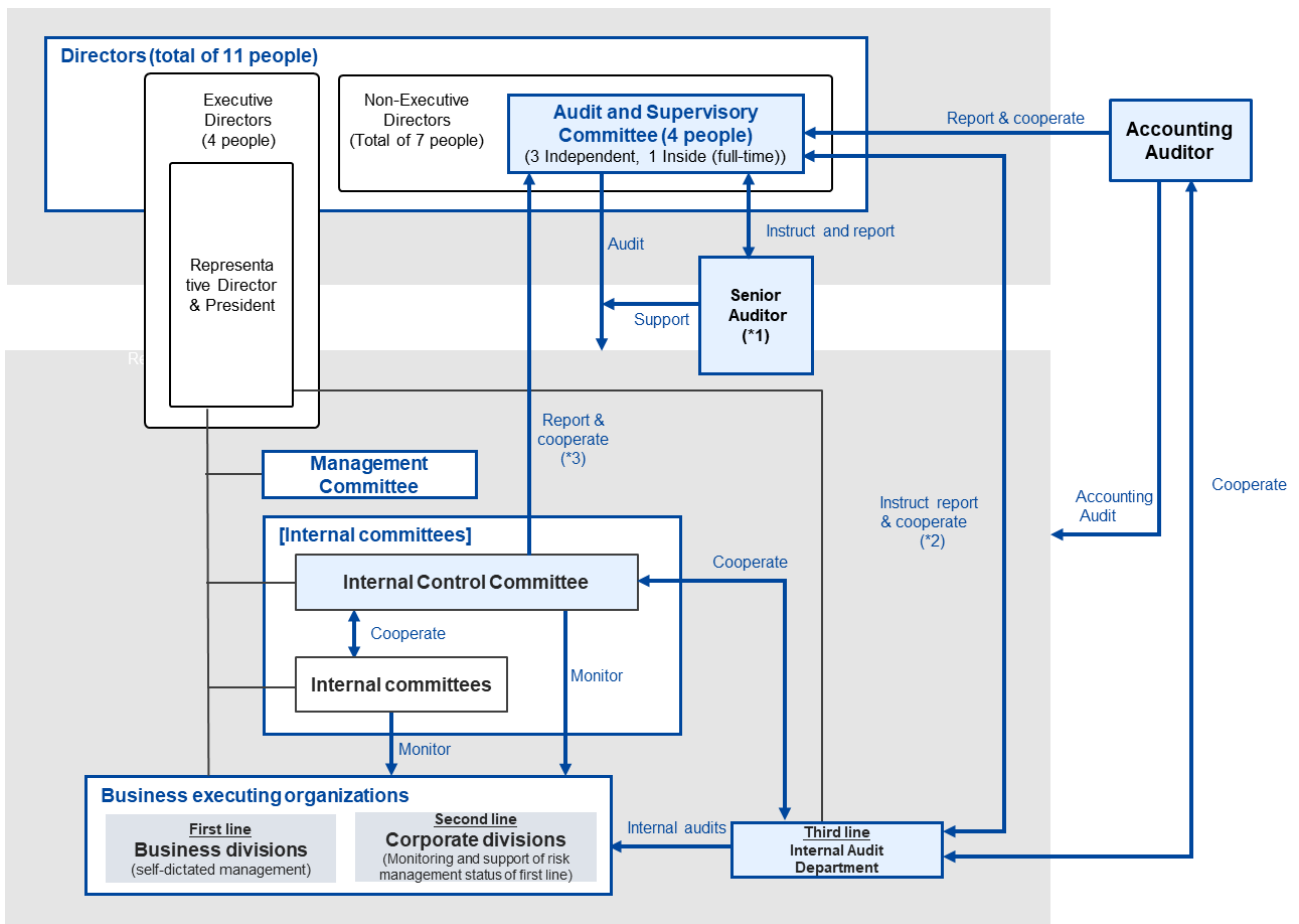 Directors (total of 11 people)
Executive
Directors
(4 people)
Non-Executive
Directors
(Total of 7 people)
Audit and Supervisory
Committee (4 people)
(3 Independent, 1 Inside (full-time))
Report & cooperate
Accounting
Auditor
Representa
tive Director
& President
Audit
Instruct and report
Support
Senior
Auditor
(*1)
Re
Report &
cooperate
(*3)
Management
Committee
Instruct report
& cooperate
(*2)
Accounting
Audit
Cooperate
[Internal committees]
Internal Control Committee
Cooperate
Cooperate
Internal committees
Monitor
Monitor
Business executing organizations
First line
Business divisions
(self-dictated management)
Second line
Corporate divisions
(Monitoring and support of risk
management status of first line)
Internal audits
Third line
Internal Audit
Department